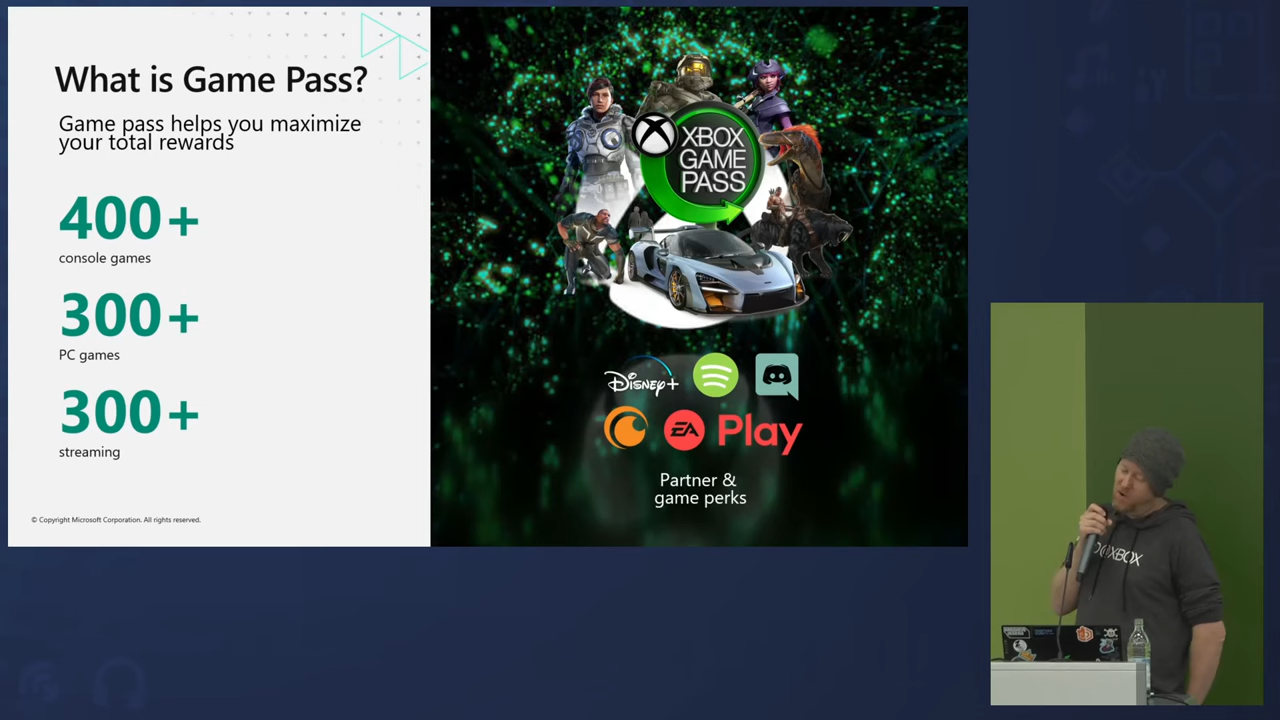 What is Game Pass?
Game pass helps you maximize
your total rewards
400+
console games
300+
PC games
300+
streaming
© Copyright Microsoft Corporation. All rights reserved.
XBOX
GAME
PASS
Disney+
EA Play
Partner &
game perks
XBOX